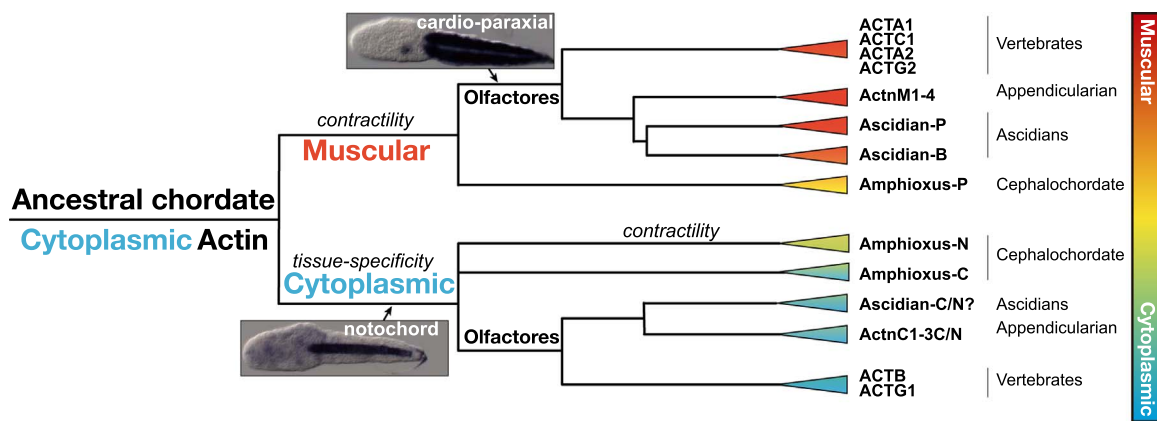 cardio-paraxial
Olfactores
contractility
Muscular
Ancestral chordate
Cytoplasmic Actin
tissue-specificity
Cytoplasmic
notochord
Olfactores
contractility
ACTA1
ACTC1
ACTA2
ACTG2
Vertebrates
ActnM1-4
Appendicularian
Ascidian-P
Ascidians
Ascidian-B
Amphioxus-P
Cephalochordate
Amphioxus-N
Cephalochordate
Amphioxus-C
Ascidian-C/N?
Ascidians
ActnC1-3C/N
Appendicularian
ACTB
ACTG1
Vertebrates
Muscular
Cytoplasmic